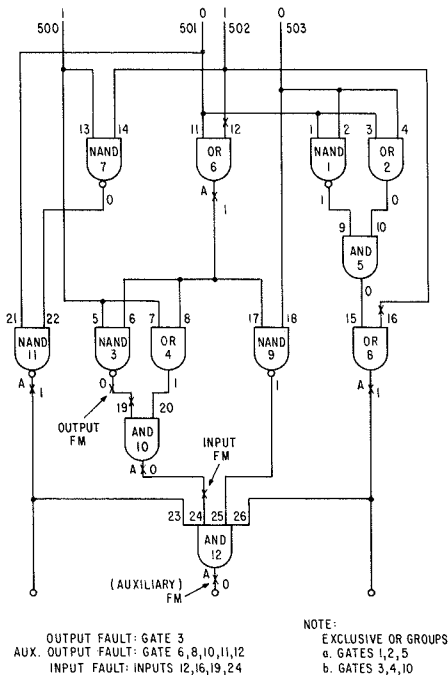 1 0 1 0
500 501 502 503
13 14 11 12 1 2 3 4
NAND 7 OR 6 NAND 1 OR 2
0 A 1 1 0
9 10
AND 5
0
21 22 5 6 7 8 17 18 15 16
NAND 11 NAND 3 OR 4 NAND 9 OR 8
A 1 0 1 1 A 1
19 20
OUTPUT FM
AND 10
INPUT FM
A 0
23 24 25 26
AND 12
(AUXILIARY) FM
A 0
OUTPUT FAULT: GATE 3
AUX. OUTPUT FAULT: GATE 6,8,10,11,12
INPUT FAULT: INPUTS 12,16,19,24
NOTE:
EXCLUSIVE OR GROUPS
a. GATES 1,2,5
b. GATES 3,4,10